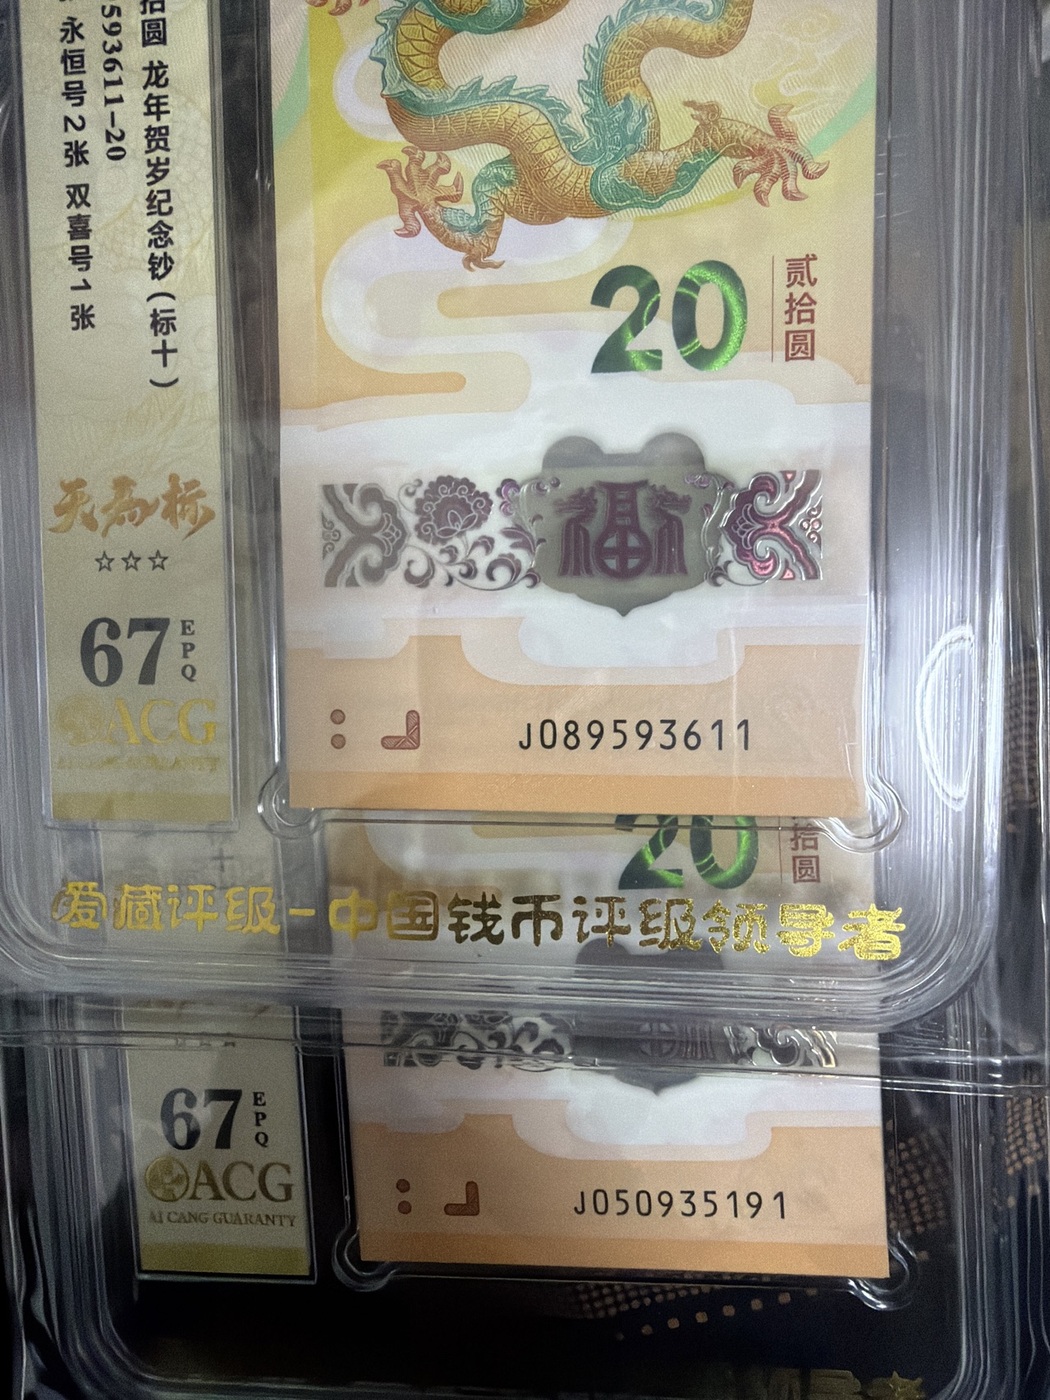 拾圆 龙年贺岁纪念钞(标十)
593611-20
永恒号2张 双喜号1张
天为标
☆☆☆
67
EPQ
ACG
20
贰拾圆
福
J089593611
爱藏评级-中国钱币评级领导者
20
拾圆
67
EPQ
ACG
AI CANG GUARANTY
J050935191